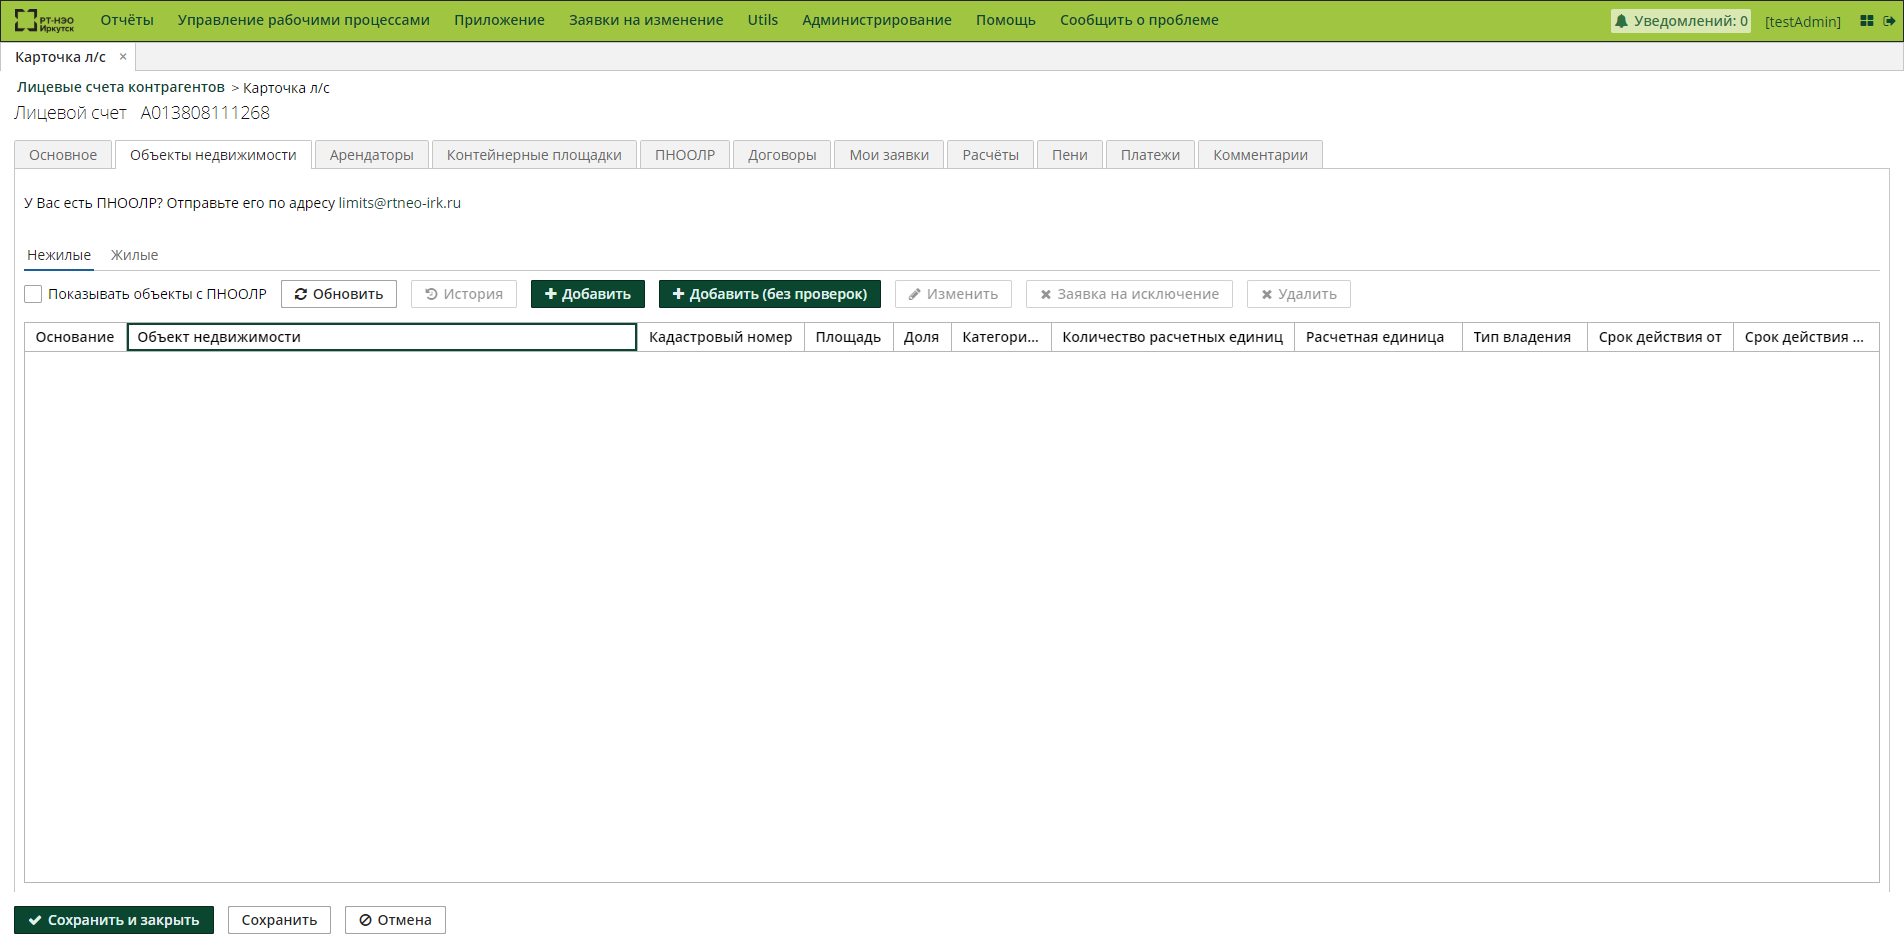 РТ-НЭО Иркутск Отчёты Управление рабочими процессами Приложение Заявки на изменение Utils Администрирование Помощь Сообщить о проблеме Уведомлений: 0 [testAdmin]
Карточка л/с ×
Лицевые счета контрагентов > Карточка л/с
Лицевой счет A013808111268
Основное Объекты недвижимости Арендаторы Контейнерные площадки ПНООЛР Договоры Мои заявки Расчёты Пени Платежи Комментарии
У Вас есть ПНООЛР? Отправьте его по адресу limits@rtneo-irk.ru
Нежилые Жилые
Показывать объекты с ПНООЛР Обновить История Добавить Добавить (без проверок) Изменить Заявка на исключение Удалить
Основание Объект недвижимости Кадастровый номер Площадь Доля Категори... Количество расчетных единиц Расчетная единица Тип владения Срок действия от Срок действия ...
Сохранить и закрыть Сохранить Отмена